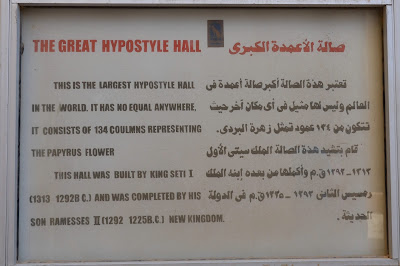 THE GREAT HYPOSTYLE HALL
THIS IS THE LARGEST HYPOSTYLE HALL
IN THE WORLD. IT HAS NO EQUAL ANYWHERE,
IT CONSISTS OF 134 COULMNS REPRESENTING
THE PAPYRUS FLOWER
THIS HALL WAS BUILT BY KING SETI I
(1313 1292B.C.) AND WAS COMPLETED BY HIS
SON RAMESSES II (1292 1225B.C.) NEW KINGDOM.
صالة الأعمدة الكبرى
تعتبر هذة الصالة أكبر صالة أعمدة فى
العالم وليس لها مثيل فى أى مكان آخر حيث
تتكون من ١٣٤ عمود تمثل زهرة البردى.
قام بتشيد هذة الصالة الملك سيتى الأول
١٣١٣ - ١٢٩٢ ق.م وأكملها من بعده إبنه الملك
رمسيس الثانى ١٢٩٢ - ١٢٢٥ ق.م فى الدولة
الحديثة.